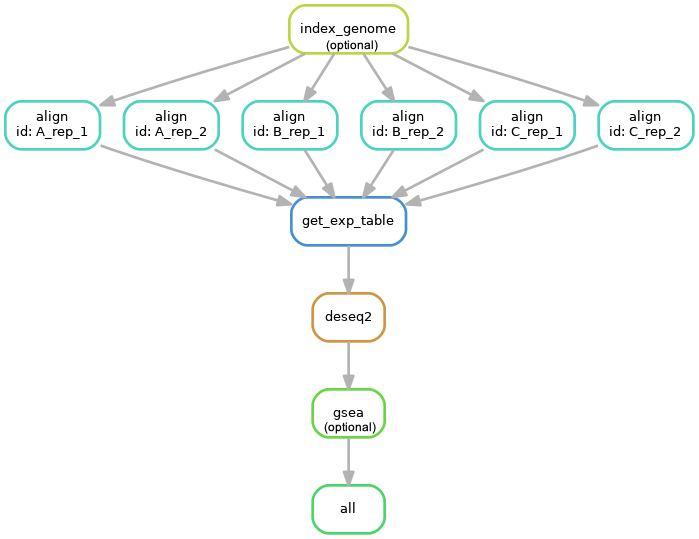 index_genome
(optional)
align
id: A_rep_1
align
id: A_rep_2
align
id: B_rep_1
align
id: B_rep_2
align
id: C_rep_1
align
id: C_rep_2
get_exp_table
deseq2
gsea
(optional)
all